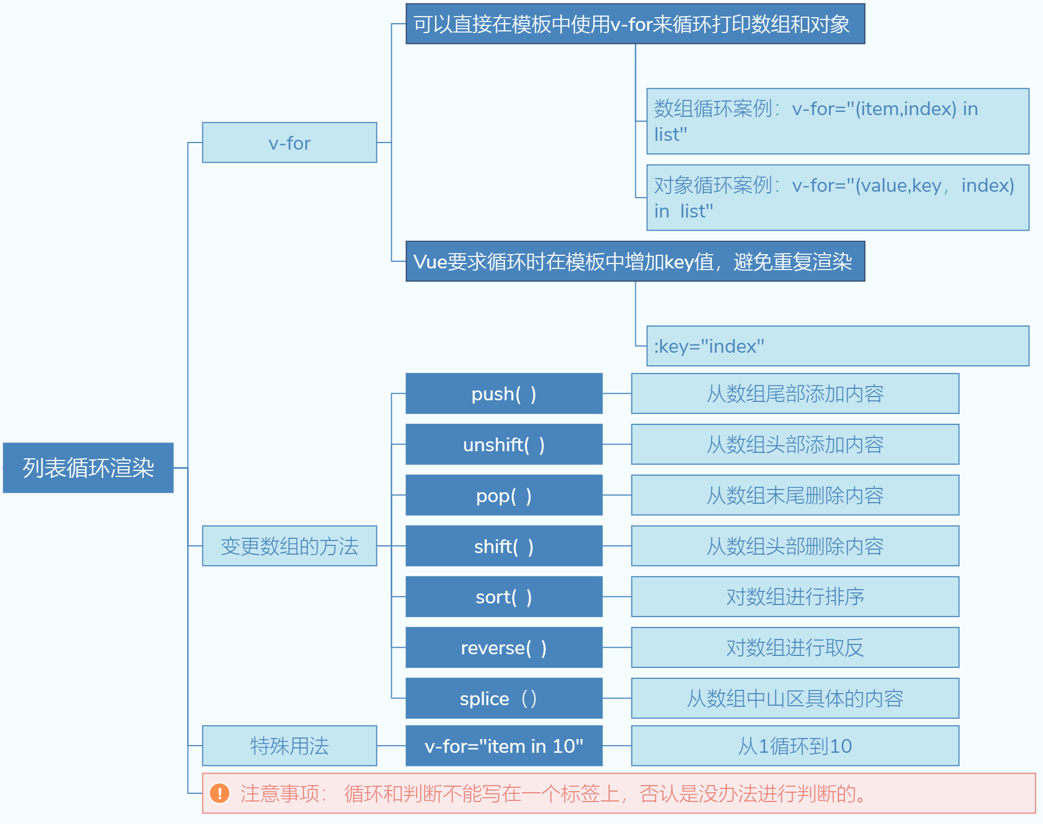 列表循环渲染
v-for
可以直接在模板中使用v-for来循环打印数组和对象
数组循环案例：v-for="(item,index) in
list"
对象循环案例：v-for="(value,key，index)
in  list"
Vue要求循环时在模板中增加key值，避免重复渲染
:key="index"
变更数组的方法
push(  )
从数组尾部添加内容
unshift(  )
从数组头部添加内容
pop(  )
从数组末尾删除内容
shift(  )
从数组头部删除内容
sort(  )
对数组进行排序
reverse(  )
对数组进行取反
splice（）
从数组中山区具体的内容
特殊用法
v-for="item in 10"
从1循环到10
注意事项： 循环和判断不能写在一个标签上，否认是没办法进行判断的。